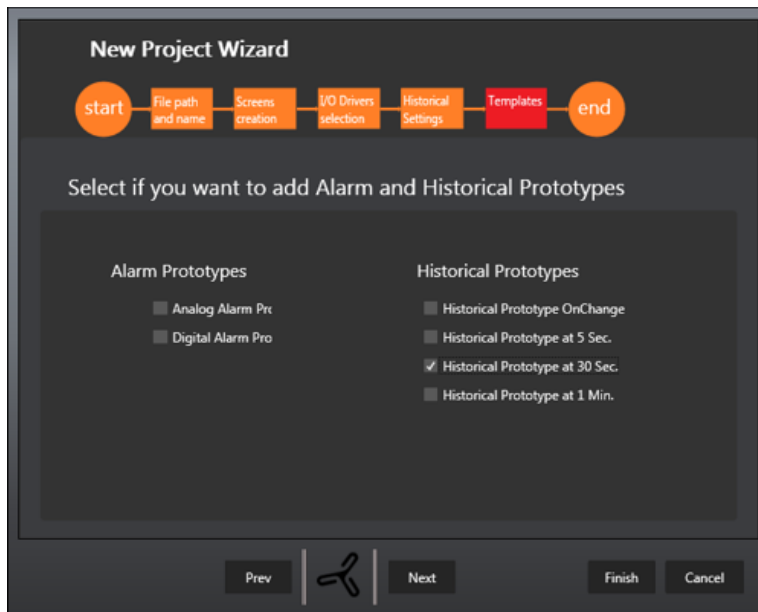 New Project Wizard
start
File path
and name
Screens
creation
I/O Drivers
selection
Historical
Settings
Templates
end
Select if you want to add Alarm and Historical Prototypes
Alarm Prototypes
Analog Alarm Pro
Digital Alarm Pro
Historical Prototypes
Historical Prototype OnChange
Historical Prototype at 5 Sec.
Historical Prototype at 30 Sec.
Historical Prototype at 1 Min.
Prev
Next
Finish
Cancel